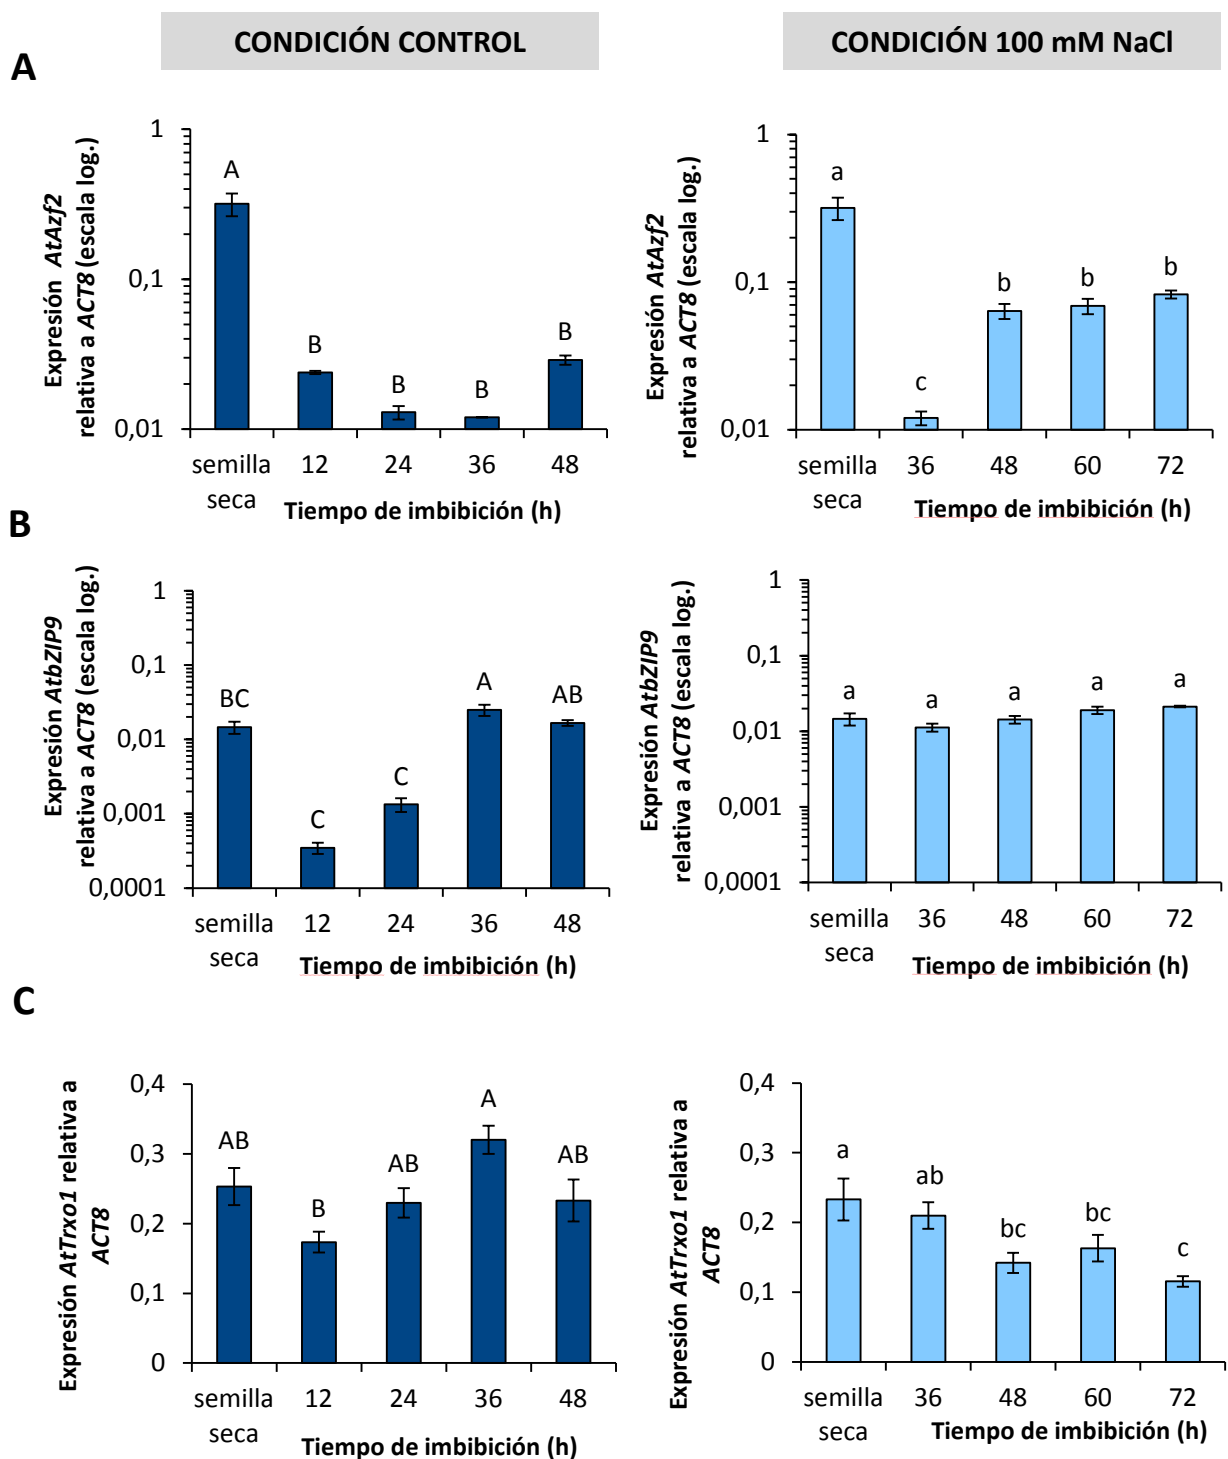 CONDICIÓN CONTROL
CONDICIÓN 100 mM NaCl
A
Expresión AtAzf2
relativa a ACT8 (escala log.)
1
0,1
0,01
A
B
B
B
B
semilla seca
12
24
36
48
Tiempo de imbibición (h)
Expresión AtAzf2
relativa a ACT8 (escala log.)
1
0,1
0,01
a
c
b
b
b
semilla seca
36
48
60
72
Tiempo de imbibición (h)
B
Expresión AtbZIP9
relativa a ACT8 (escala log.)
1
0,1
0,01
0,001
0,0001
BC
C
C
A
AB
semilla seca
12
24
36
48
Tiempo de imbibición (h)
Expresión AtbZIP9
relativa a ACT8 (escala log.)
1
0,1
0,01
0,001
0,0001
a
a
a
a
a
semilla seca
36
48
60
72
Tiempo de imbibición (h)
C
Expresión AtTrxo1 relativa a
ACT8
0,4
0,3
0,2
0,1
0
AB
B
AB
A
AB
semilla seca
12
24
36
48
Tiempo de imbibición (h)
Expresión AtTrxo1 relativa a
ACT8
0,4
0,3
0,2
0,1
0
a
ab
bc
bc
c
semilla seca
36
48
60
72
Tiempo de imbibición (h)